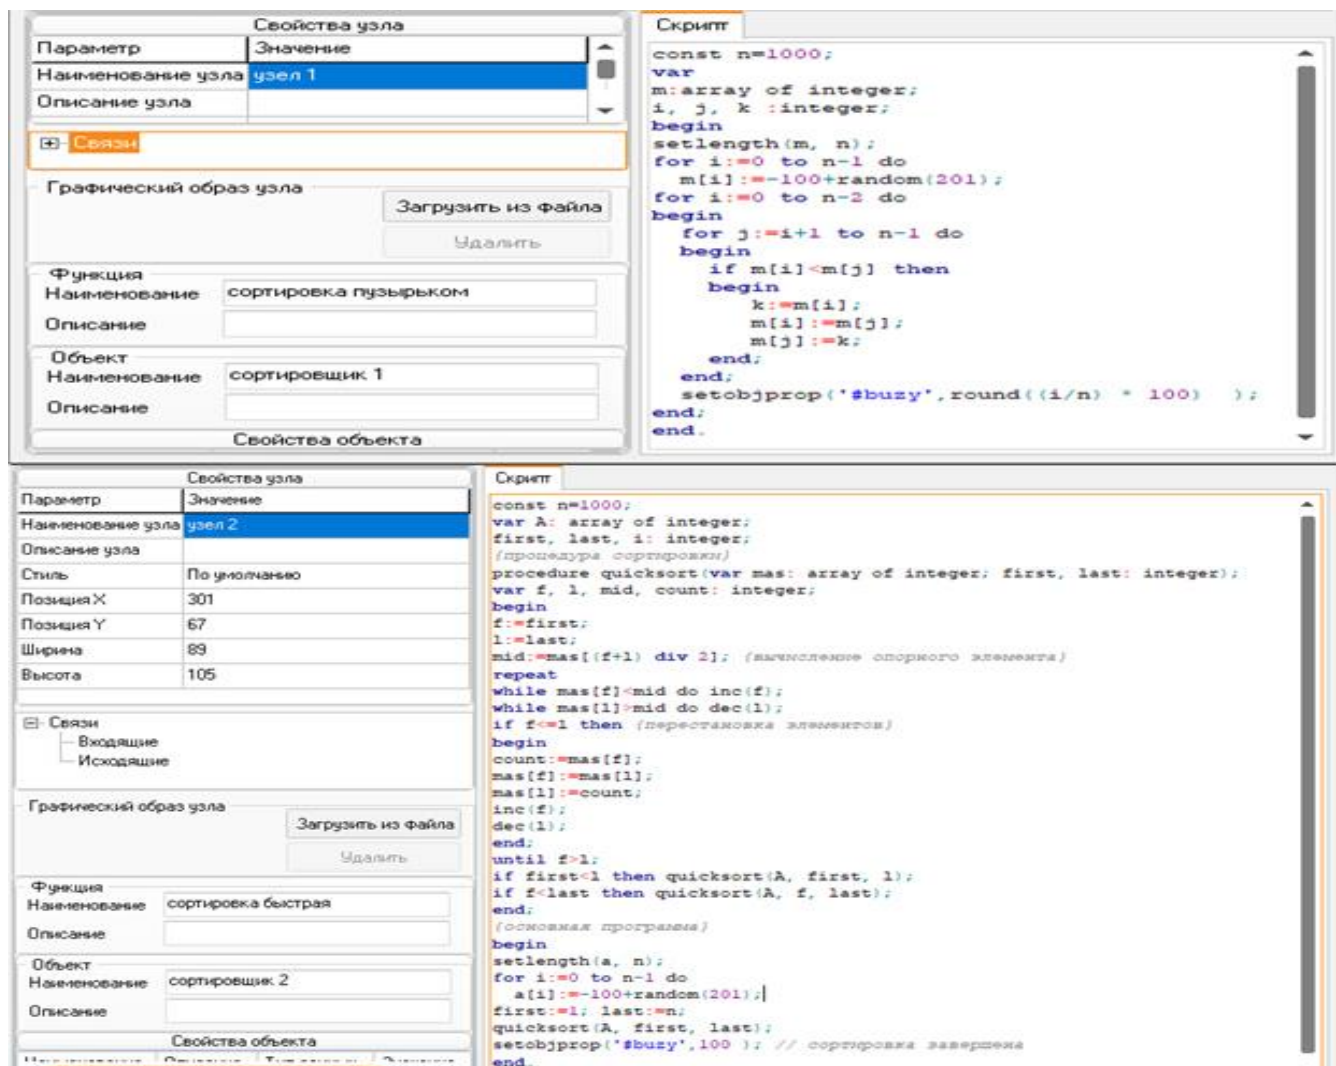 Свойства узла
Параметр Значение
Наименование узла узел 1
Описание узла
Связи
Графический образ узла
Загрузить из файла
Удалить
Функция
Наименование сортировка пузырьком
Описание
Объект
Наименование сортировщик 1
Описание
Свойства объекта
Скрипт
const n=1000;
var
m:array of integer;
i, j, k :integer;
begin
setlength(m, n);
for i:=0 to n-1 do
m[i]:=-100+random(201);
for i:=0 to n-2 do
begin
for j:=i+1 to n-1 do
begin
if m[i]<m[j] then
begin
k:=m[i];
m[i]:=m[j];
m[j]:=k;
end;
end;
setobjprop('#buzy',round((i/n) * 100) );
end;
end.
Свойства узла
Параметр Значение
Наименование узла узел 2
Описание узла
Стиль По умолчанию
Позиция X 301
Позиция Y 67
Ширина 89
Высота 105
Связи
Входящие
Исходящие
Графический образ узла
Загрузить из файла
Удалить
Функция
Наименование сортировка быстрая
Описание
Объект
Наименование сортировщик 2
Описание
Свойства объекта
Скрипт
const n=1000;
var A: array of integer;
first, last, i: integer;
{процедура сортировки}
procedure quicksort(var mas: array of integer; first, last: integer);
var f, l, mid, count: integer;
begin
f:=first;
l:=last;
mid:=mas[(f+l) div 2]; {вычисление опорного элемента}
repeat
while mas[f]<mid do inc(f);
while mas[l]>mid do dec(l);
if f<=l then {перестановка элементов}
begin
count:=mas[f];
mas[f]:=mas[l];
mas[l]:=count;
inc(f);
dec(l);
end;
until f>l;
if first<l then quicksort(A, first, l);
if f<last then quicksort(A, f, last);
end;
{основная программа}
begin
setlength(a, n);
for i:=0 to n-1 do
a[i]:=-100+random(201);
first:=1; last:=n;
quicksort(A, first, last);
setobjprop('#buzy',100 ); // сортировка завершена
end.